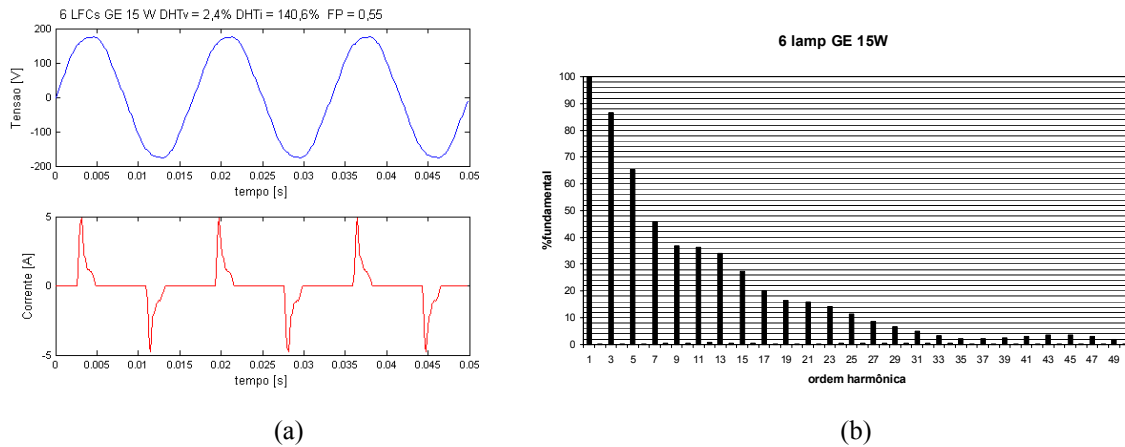 6 LFCs GE 15 W DHTv = 2,4% DHTi = 140,6% FP = 0,55
Tensao [V]
200
100
0
-100
-200
0 0.005 0.01 0.015 0.02 0.025 0.03 0.035 0.04 0.045 0.05
tempo [s]
Corrente [A]
5
0
-5
0 0.005 0.01 0.015 0.02 0.025 0.03 0.035 0.04 0.045 0.05
tempo [s]
(a)
6 lamp GE 15W
%fundamental
100
90
80
70
60
50
40
30
20
10
0
1 3 5 7 9 11 13 15 17 19 21 23 25 27 29 31 33 35 37 39 41 43 45 47 49
ordem harmônica
(b)